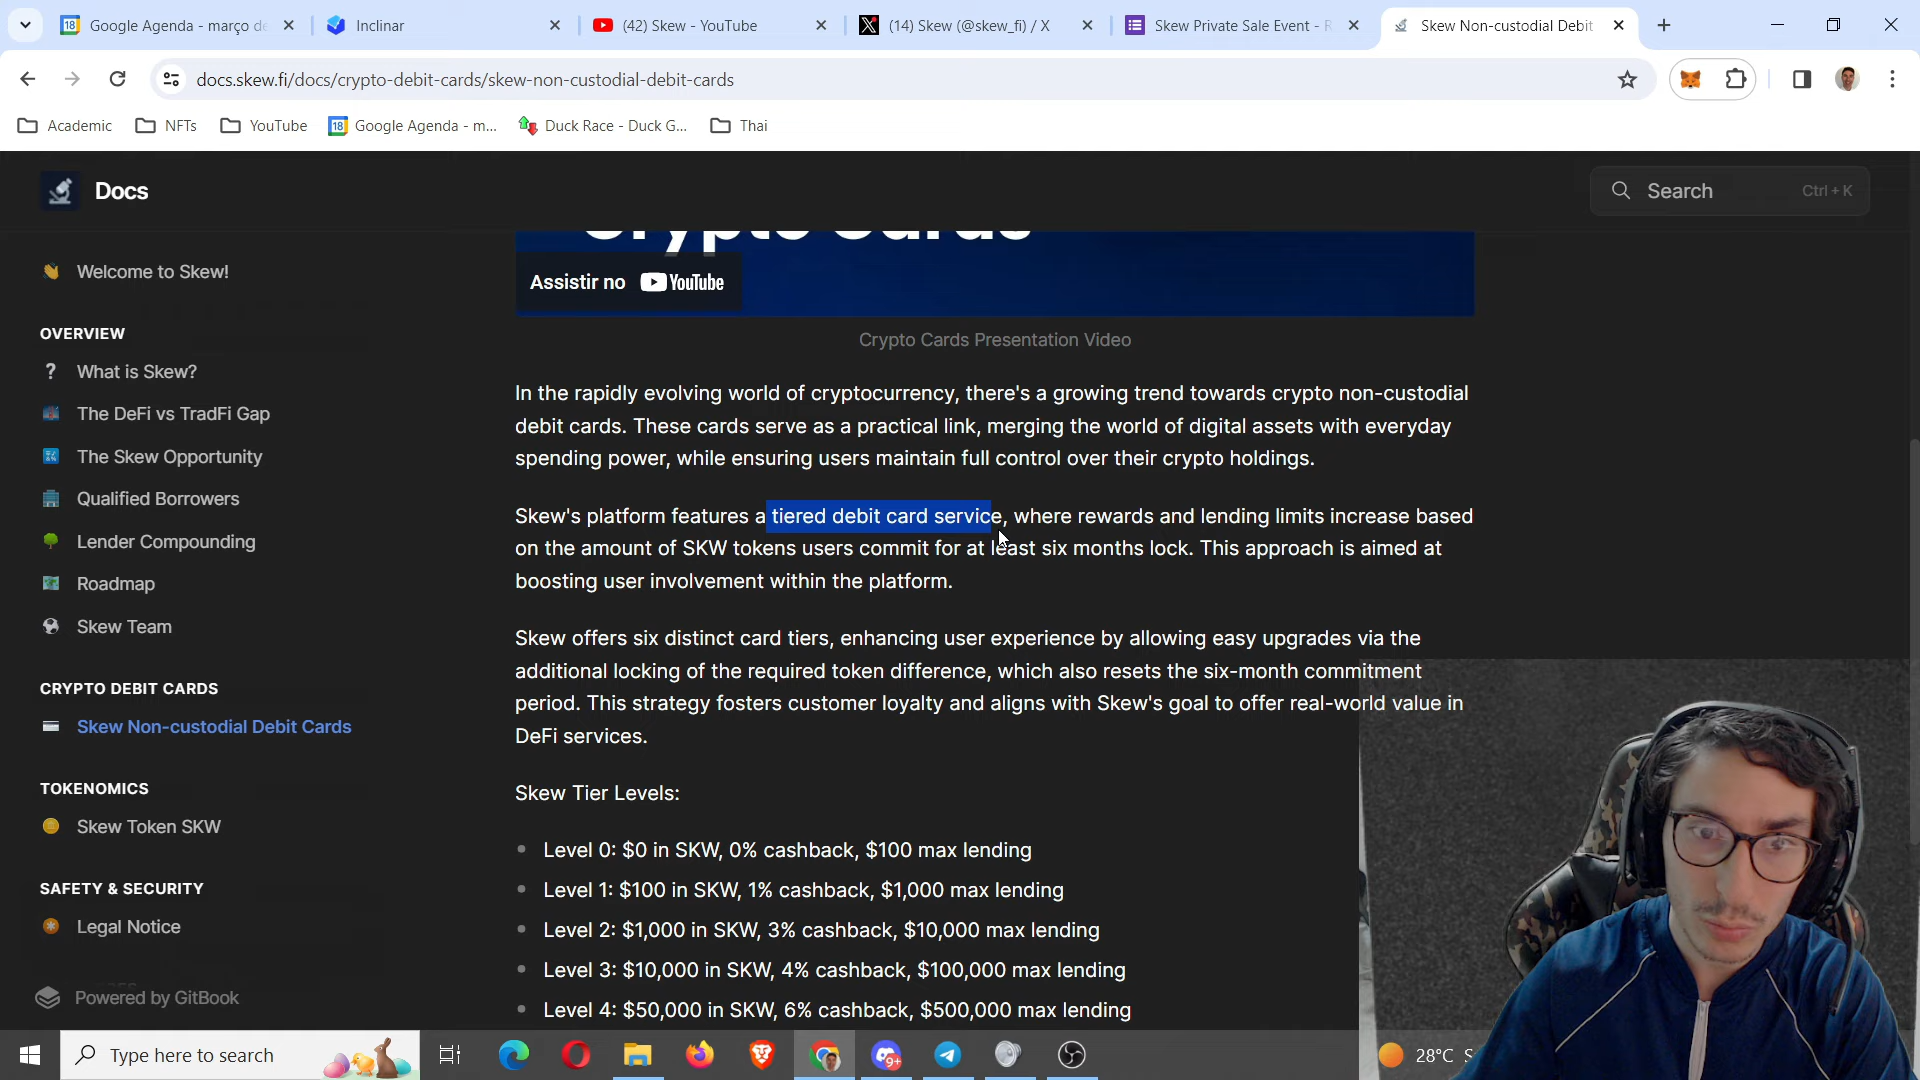 Google Agenda - março de
Inclinar
(42) Skew - YouTube
(14) Skew (@skew_fi) / X
Skew Private Sale Event - R
Skew Non-custodial Debit
docs.skew.fi/docs/crypto-debit-cards/skew-non-custodial-debit-cards
Academic
NFTs
YouTube
Google Agenda - m...
Duck Race - Duck G...
Thai
Docs
Search
Ctrl + K
Welcome to Skew!
OVERVIEW
What is Skew?
The DeFi vs TradFi Gap
The Skew Opportunity
Qualified Borrowers
Lender Compounding
Roadmap
Skew Team
CRYPTO DEBIT CARDS
Skew Non-custodial Debit Cards
TOKENOMICS
Skew Token SKW
SAFETY & SECURITY
Legal Notice
Powered by GitBook
Crypto Cards
Assistir no YouTube
Crypto Cards Presentation Video
In the rapidly evolving world of cryptocurrency, there's a growing trend towards crypto non-custodial
debit cards. These cards serve as a practical link, merging the world of digital assets with everyday
spending power, while ensuring users maintain full control over their crypto holdings.
Skew's platform features a tiered debit card service, where rewards and lending limits increase based
on the amount of SKW tokens users commit for at least six months lock. This approach is aimed at
boosting user involvement within the platform.
Skew offers six distinct card tiers, enhancing user experience by allowing easy upgrades via the
additional locking of the required token difference, which also resets the six-month commitment
period. This strategy fosters customer loyalty and aligns with Skew's goal to offer real-world value in
DeFi services.
Skew Tier Levels:
Level 0: $0 in SKW, 0% cashback, $100 max lending
Level 1: $100 in SKW, 1% cashback, $1,000 max lending
Level 2: $1,000 in SKW, 3% cashback, $10,000 max lending
Level 3: $10,000 in SKW, 4% cashback, $100,000 max lending
Level 4: $50,000 in SKW, 6% cashback, $500,000 max lending
Type here to search
9+
28°C S